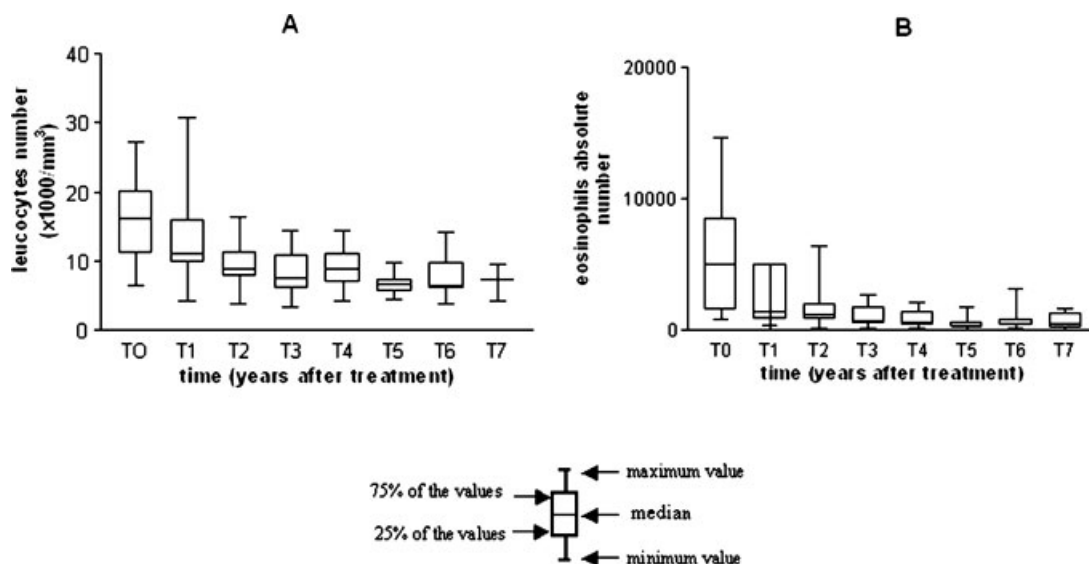 A
leucocytes number
(x1000/mm³)
40
30
20
10
0
TO T1 T2 T3 T4 T5 T6 T7
time (years after treatment)
B
eosinophils absolute
number
20000
10000
0
T0 T1 T2 T3 T4 T5 T6 T7
time (years after treatment)
maximum value
75% of the values
median
25% of the values
minimum value